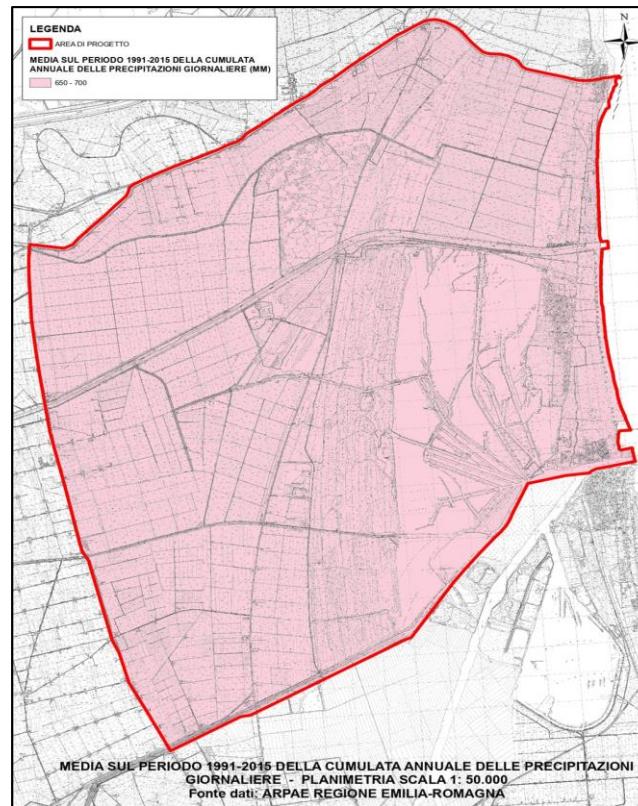 LEGENDA
AREA DI PROGETTO
MEDIA SUL PERIODO 1991-2015 DELLA CUMULATA
ANNUALE DELLE PRECIPITAZIONI GIORNALIERE (MM)
650 - 700
N
MEDIA SUL PERIODO 1991-2015 DELLA CUMULATA ANNUALE DELLE PRECIPITAZIONI
GIORNALIERE - PLANIMETRIA SCALA 1: 50.000
Fonte dati: ARPAE REGIONE EMILIA-ROMAGNA